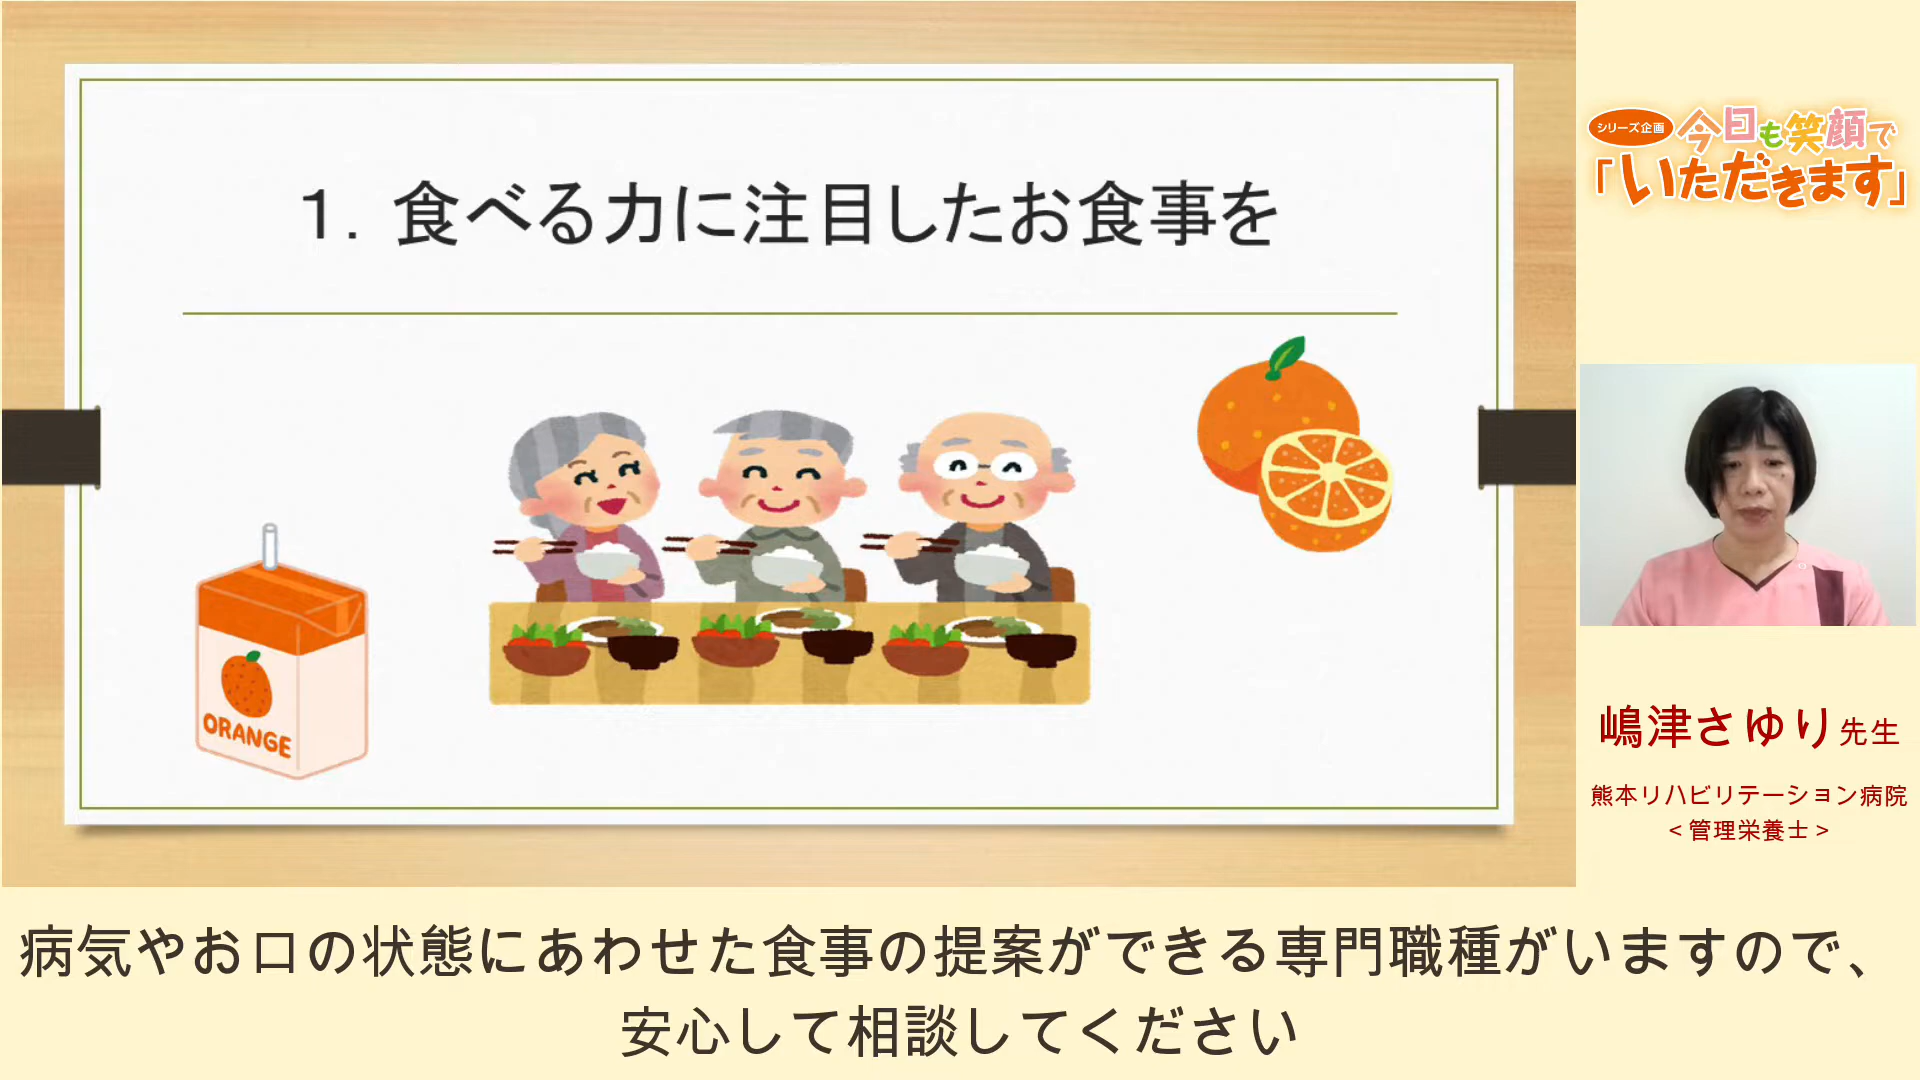 1. 食べる力に注目したお食事を
ORANGE
シリーズ企画
今日も笑顔で
「いただきます」
嶋津さゆり先生
熊本リハビリテーション病院
＜管理栄養士＞
病気やお口の状態にあわせた食事の提案ができる専門職種がいますので、
安心して相談してください